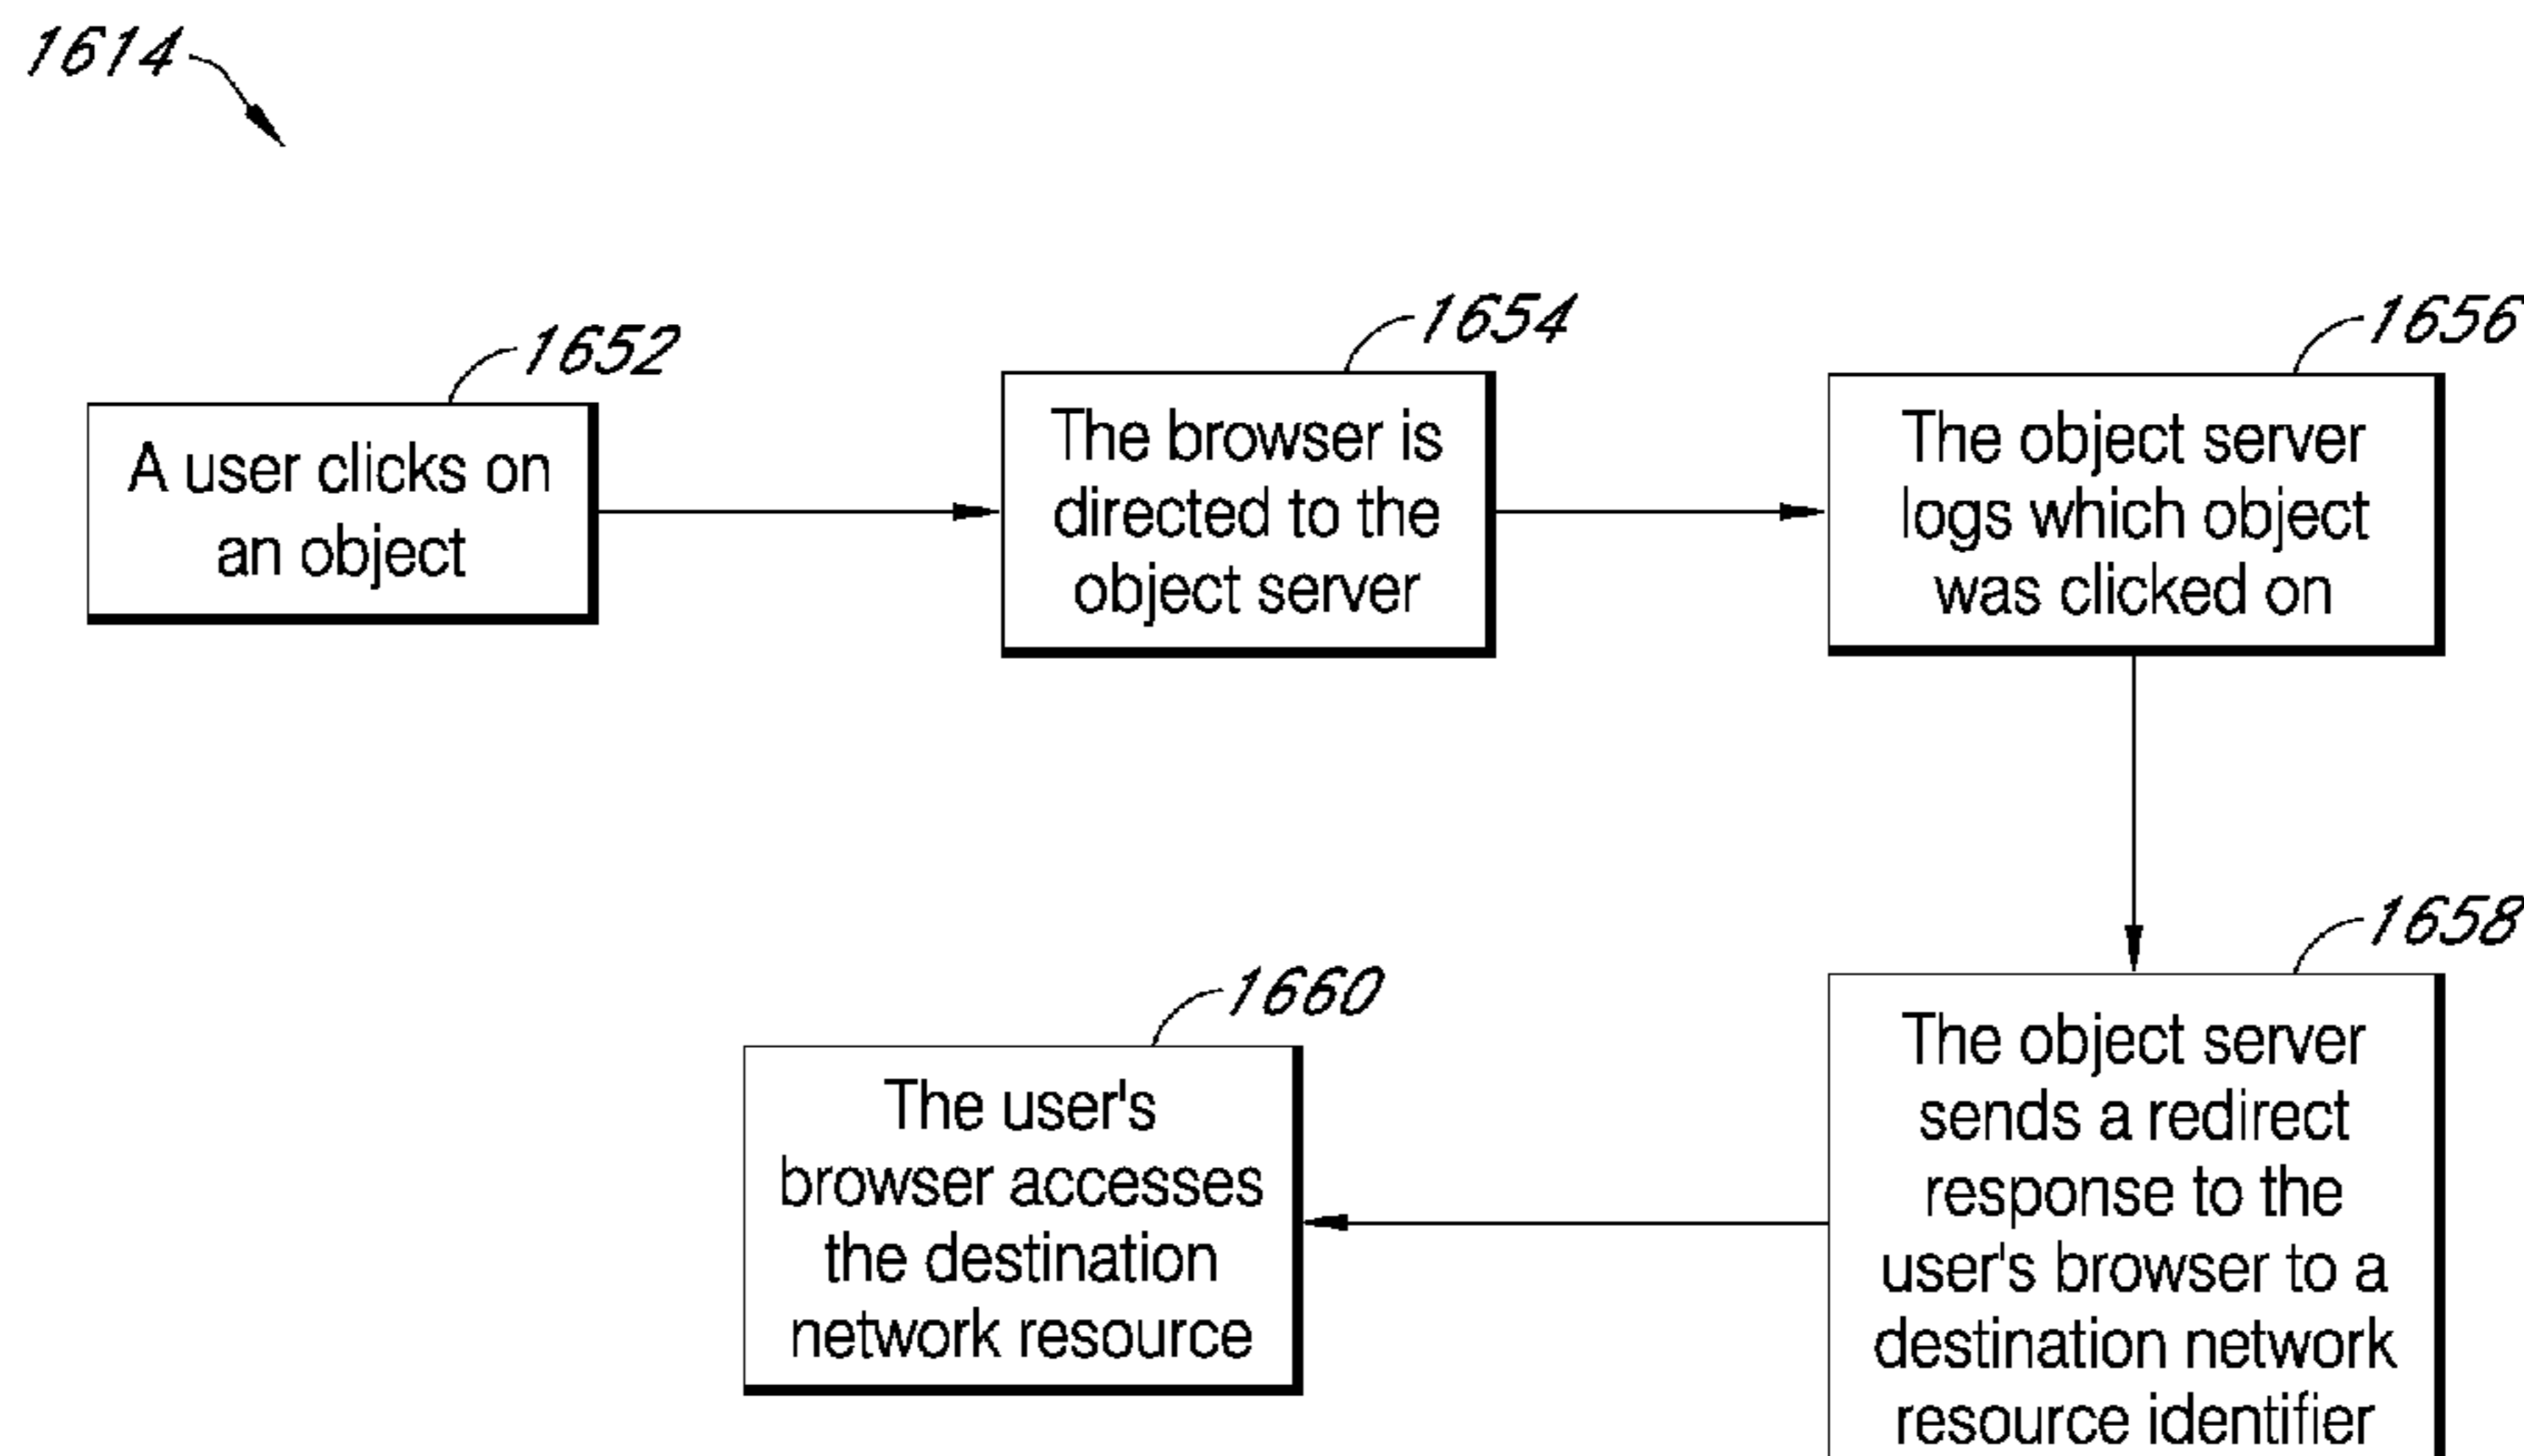 1614
1652
A user clicks on
an object
1654
The browser is
directed to the
object server
1656
The object server
logs which object
was clicked on
1658
The object server
sends a redirect
response to the
user's browser to a
destination network
resource identifier
1660
The user's
browser accesses
the destination
network resource